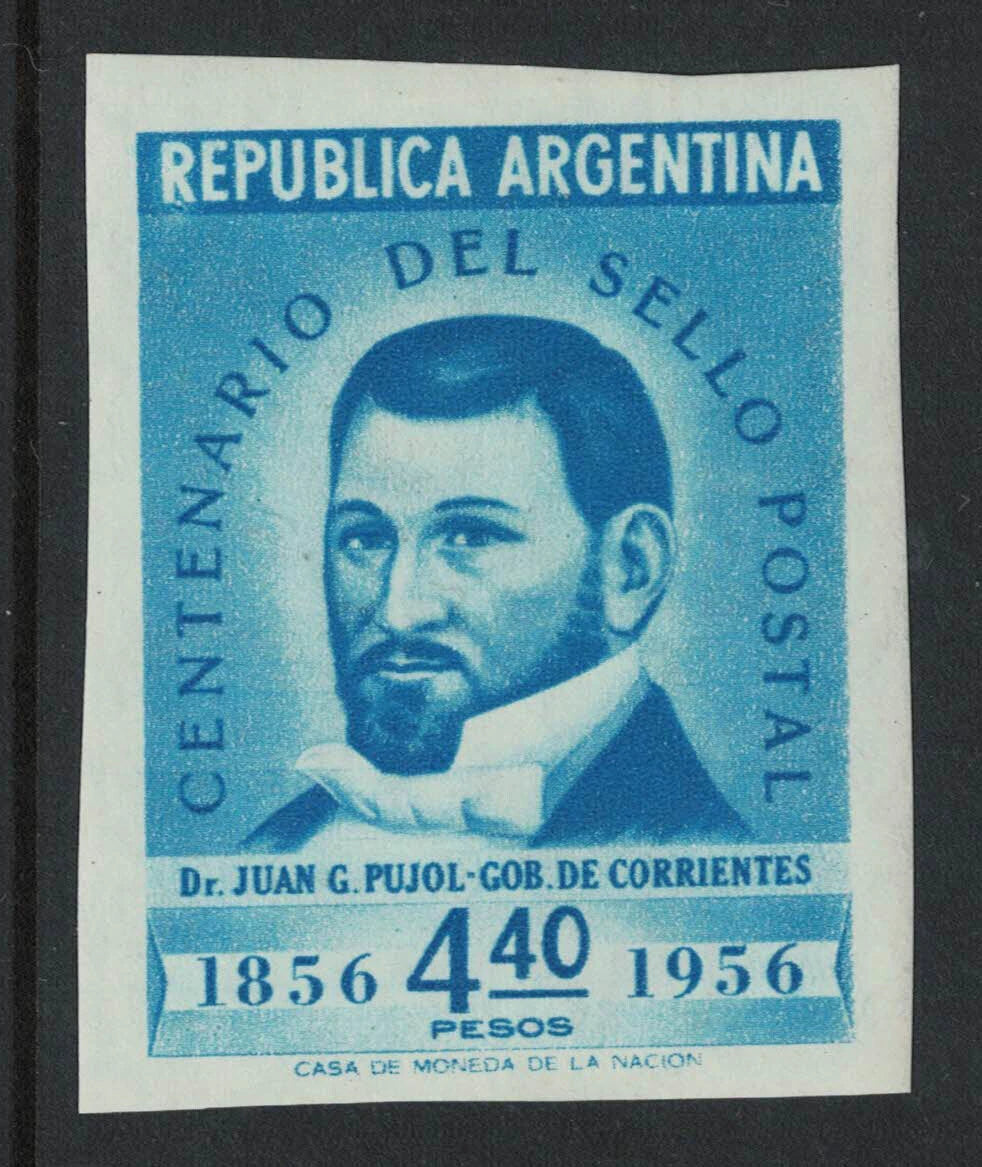 REPUBLICA ARGENTINA
CENTENARIO DEL SELLO POSTAL
Dr. JUAN G. PUJOL-GOB. DE CORRIENTES
1856 4 40 1956
PESOS
CASA DE MONEDA DE LA NACION